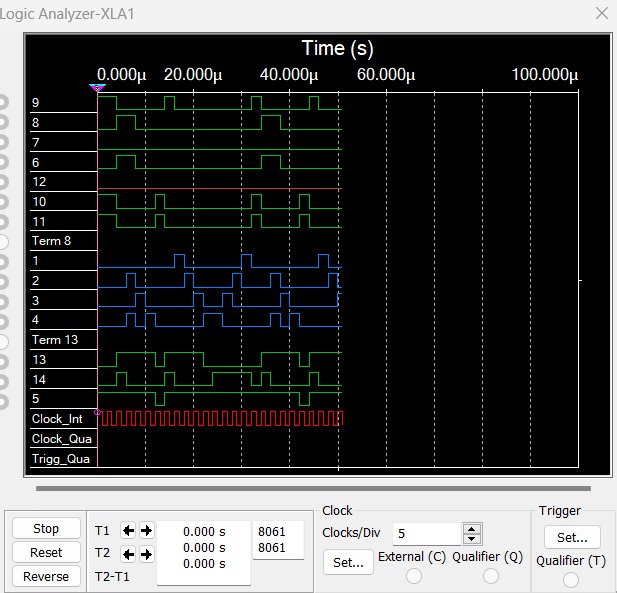 Logic Analyzer-XLA1
Time (s)
0.000µ 20.000µ 40.000µ 60.000µ 100.000µ
9
8
7
6
12
10
11
Term 8
1
2
3
4
Term 13
13
14
5
Clock_Int
Clock_Qua
Trigg_Qua
Stop
Reset
Reverse
T1
T2
T2-T1
0.000 s 8061
0.000 s 8061
0.000 s
Clock
Clocks/Div 5
Set...
External (C) Qualifier (Q)
Trigger
Set...
Qualifier (T)